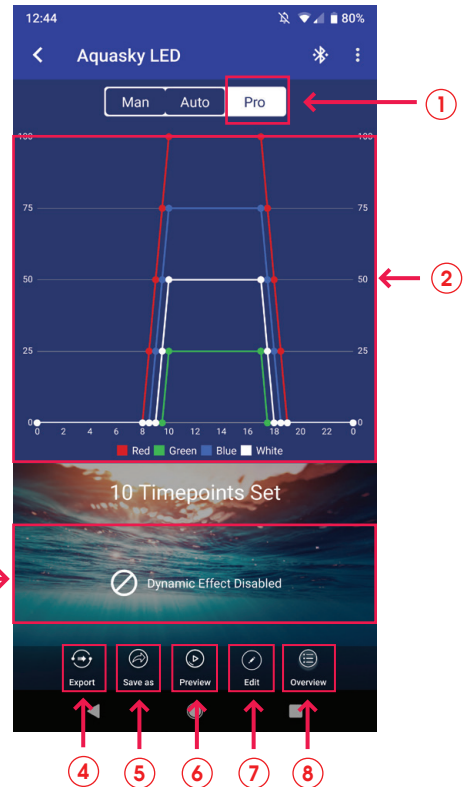 12:44 80%
Aquasky LED
Man Auto Pro
1
100 100
75 75
50 50
2
25 25
0 0
0 2 4 6 8 10 12 14 16 18 20 22 0
Red Green Blue White
10 Timepoints Set
Dynamic Effect Disabled
Export Save as Preview Edit Overview
4 5 6 7 8